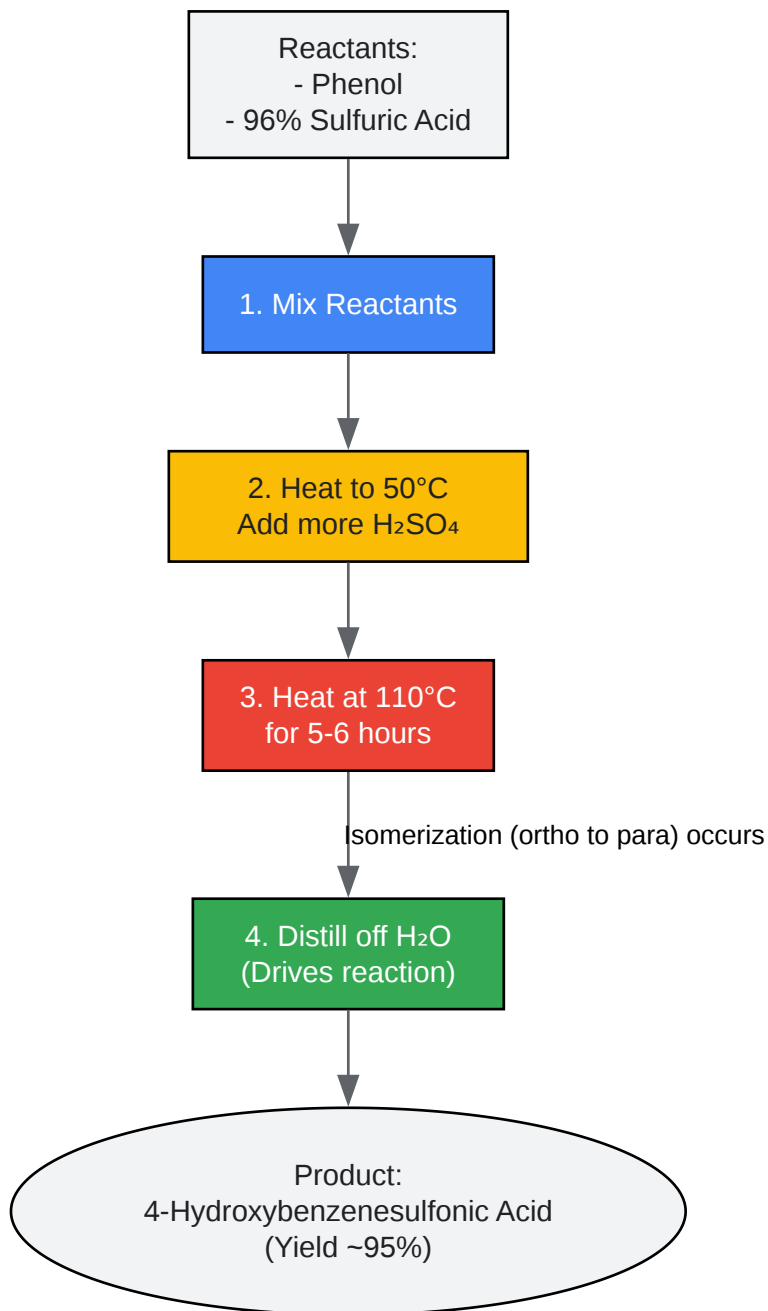 Reactants:
- Phenol
- 96% Sulfuric Acid
1. Mix Reactants
2. Heat to 50°C
Add more H₂SO₄
3. Heat at 110°C
for 5-6 hours
Isomerization (ortho to para) occurs
4. Distill off H₂O
(Drives reaction)
Product:
4-Hydroxybenzenesulfonic Acid
(Yield ~95%)